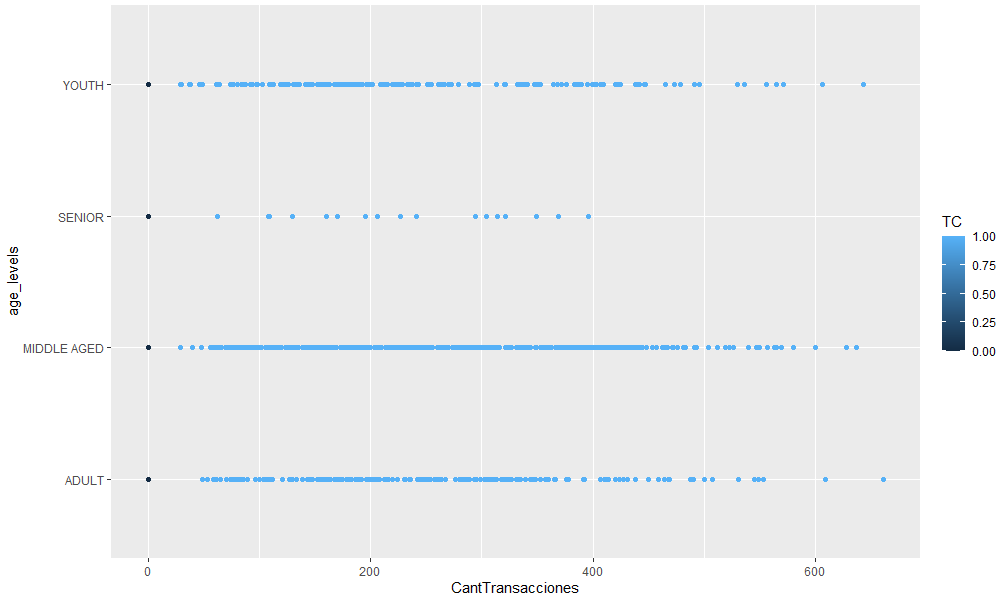 YOUTH
SENIOR
MIDDLE AGED
ADULT
age_levels
0
200
400
600
CantTransacciones
TC
1.00
0.75
0.50
0.25
0.00